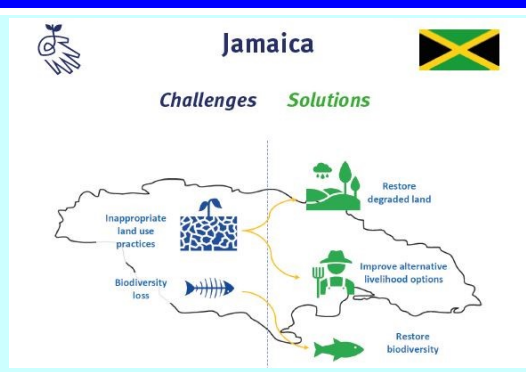 Jamaica
Challenges
Solutions
Inappropriate
land use
practices
Biodiversity
loss
Restore
degraded land
Improve alternative
livelihood options
Restore
biodiversity